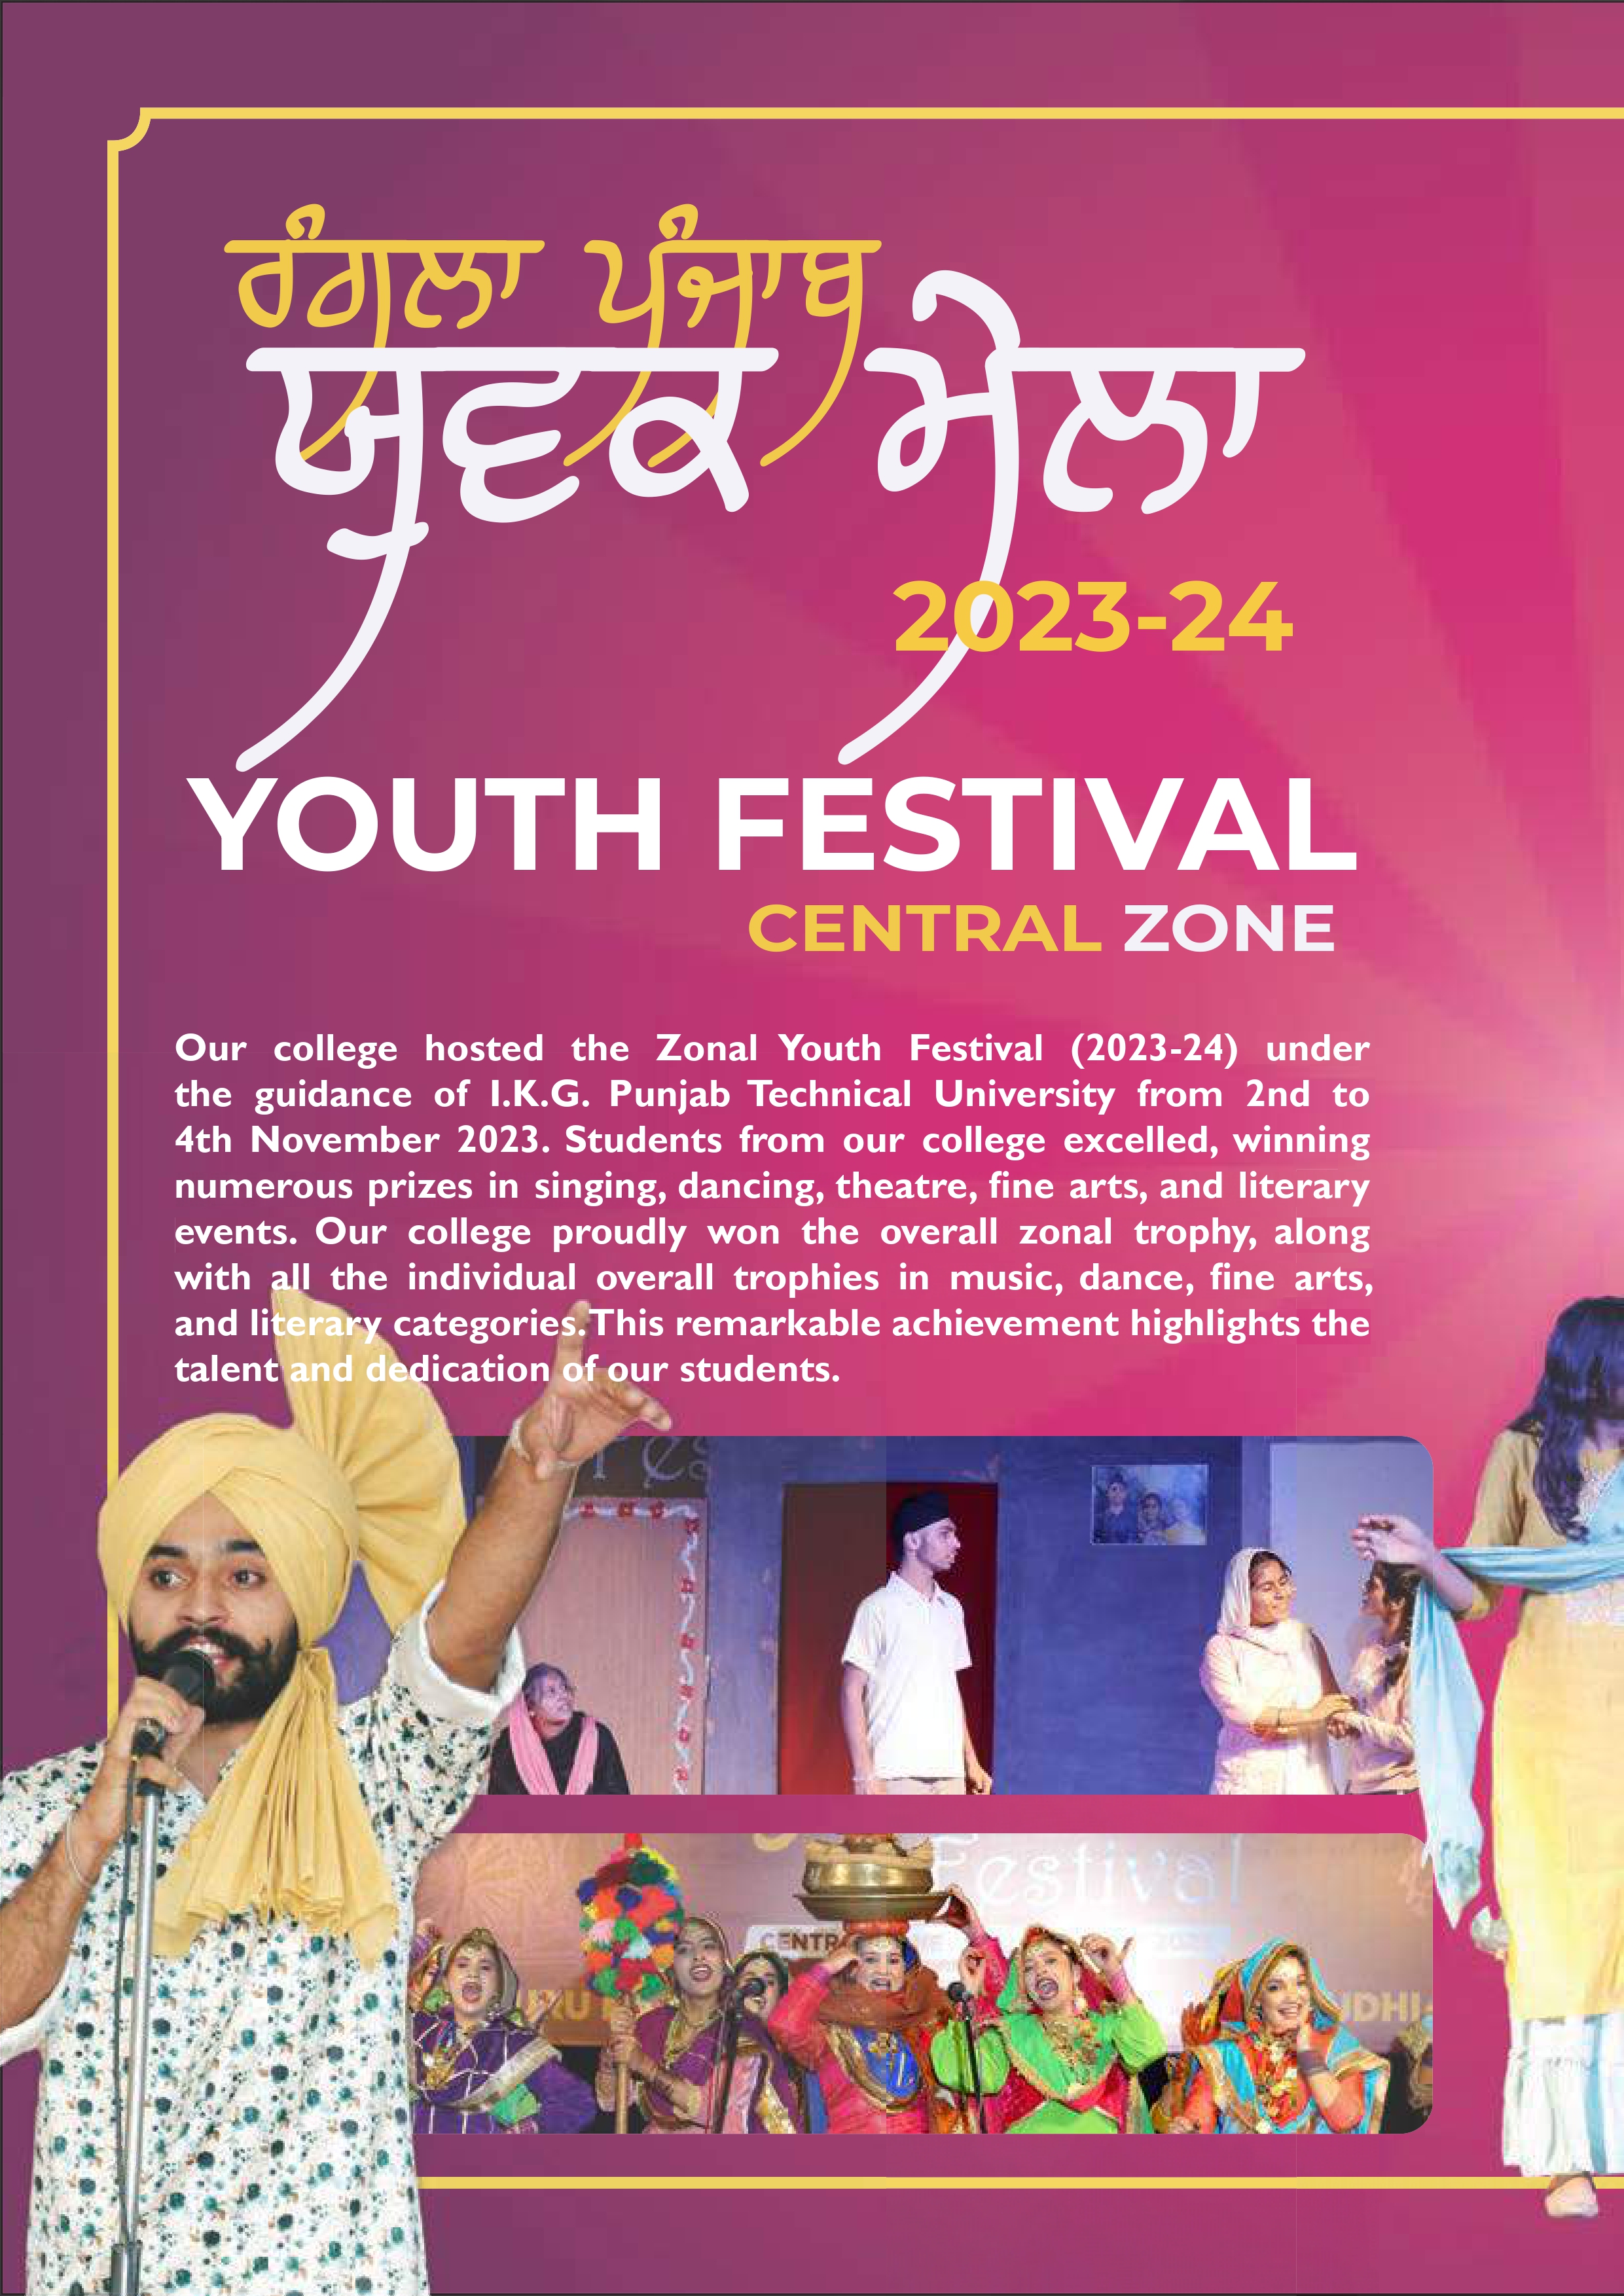 ਰੰਗਲਾ ਪੰਜਾਬ
ਯੁਵਕ ਮੇਲਾ
2023-24
YOUTH FESTIVAL
CENTRAL ZONE
Our college hosted the Zonal Youth Festival (2023-24) under
the guidance of I.K.G. Punjab Technical University from 2nd to
4th November 2023. Students from our college excelled, winning
numerous prizes in singing, dancing, theatre, fine arts, and literary
events. Our college proudly won the overall zonal trophy, along
with all the individual overall trophies in music, dance, fine arts,
and literary categories. This remarkable achievement highlights the
talent and dedication of our students.
Festival